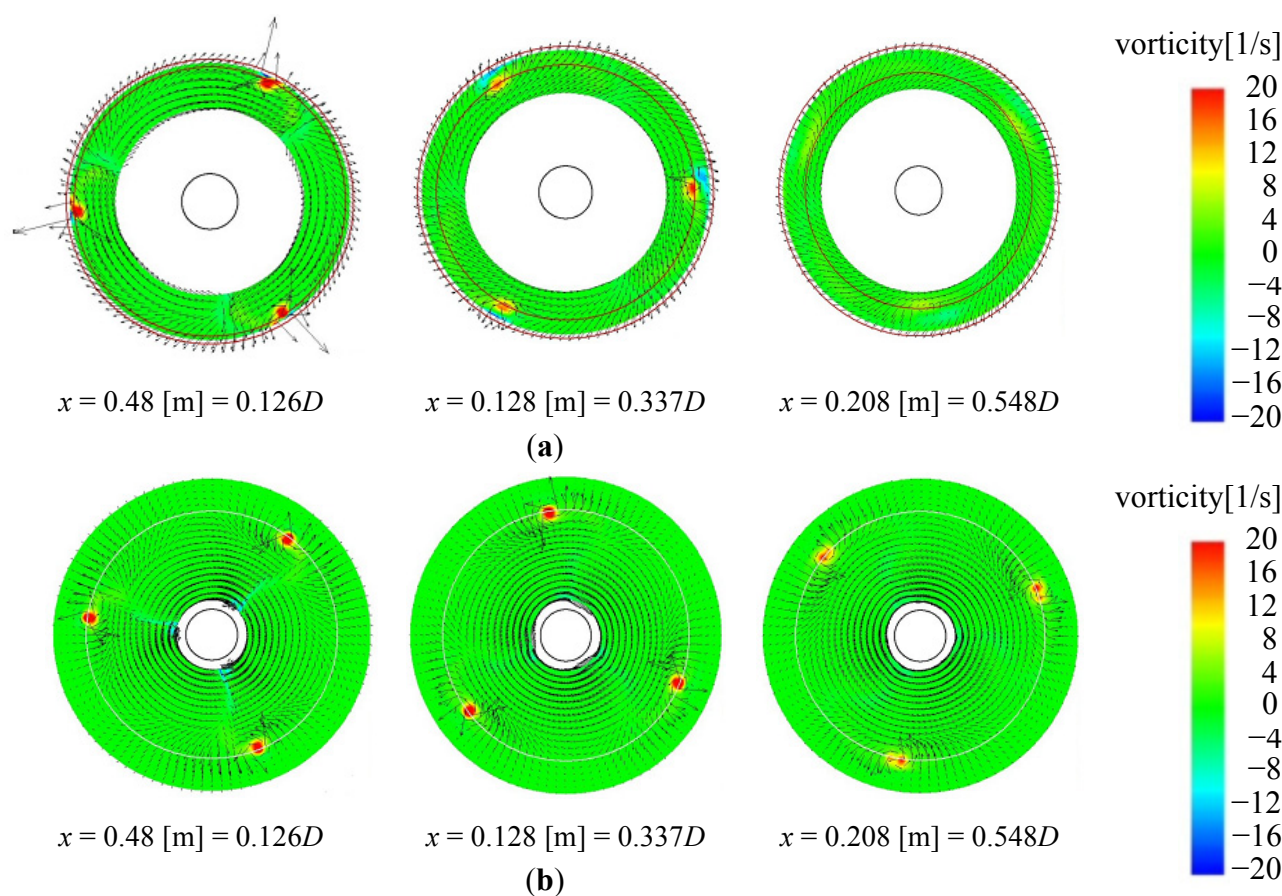 vorticity[1/s]
20
16
12
8
4
0
−4
−8
−12
−16
−20
x = 0.48 [m] = 0.126D
x = 0.128 [m] = 0.337D
x = 0.208 [m] = 0.548D
(a)
vorticity[1/s]
20
16
12
8
4
0
−4
−8
−12
−16
−20
x = 0.48 [m] = 0.126D
x = 0.128 [m] = 0.337D
x = 0.208 [m] = 0.548D
(b)